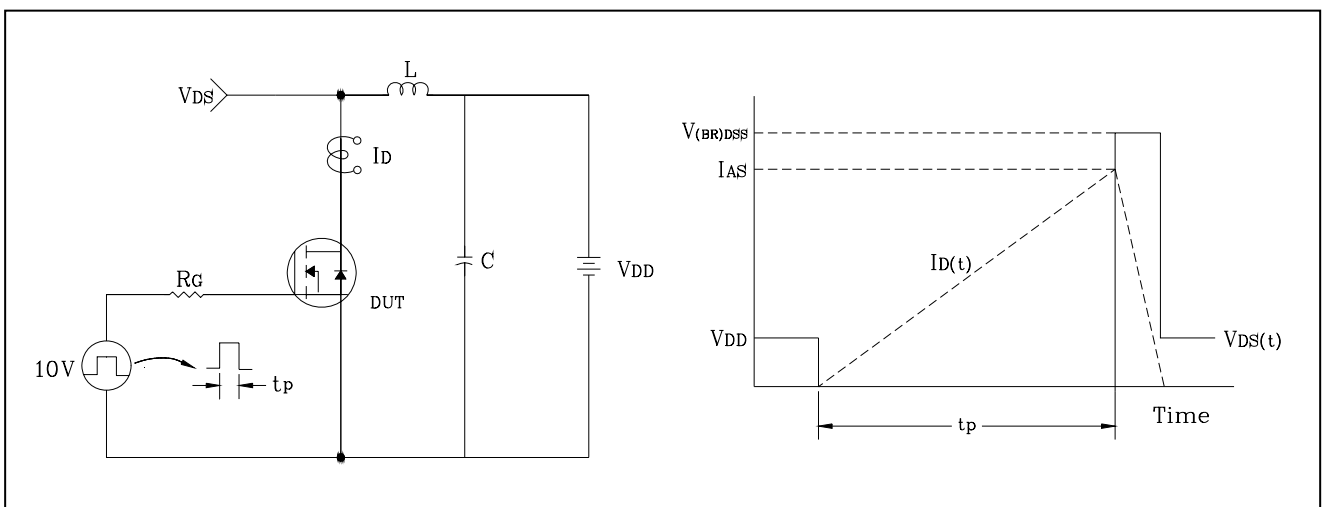 L
VDS
ID
RG
C
VDD
DUT
10V
tp
V(BR)DSS
IAS
ID(t)
VDD
VDS(t)
Time
tp